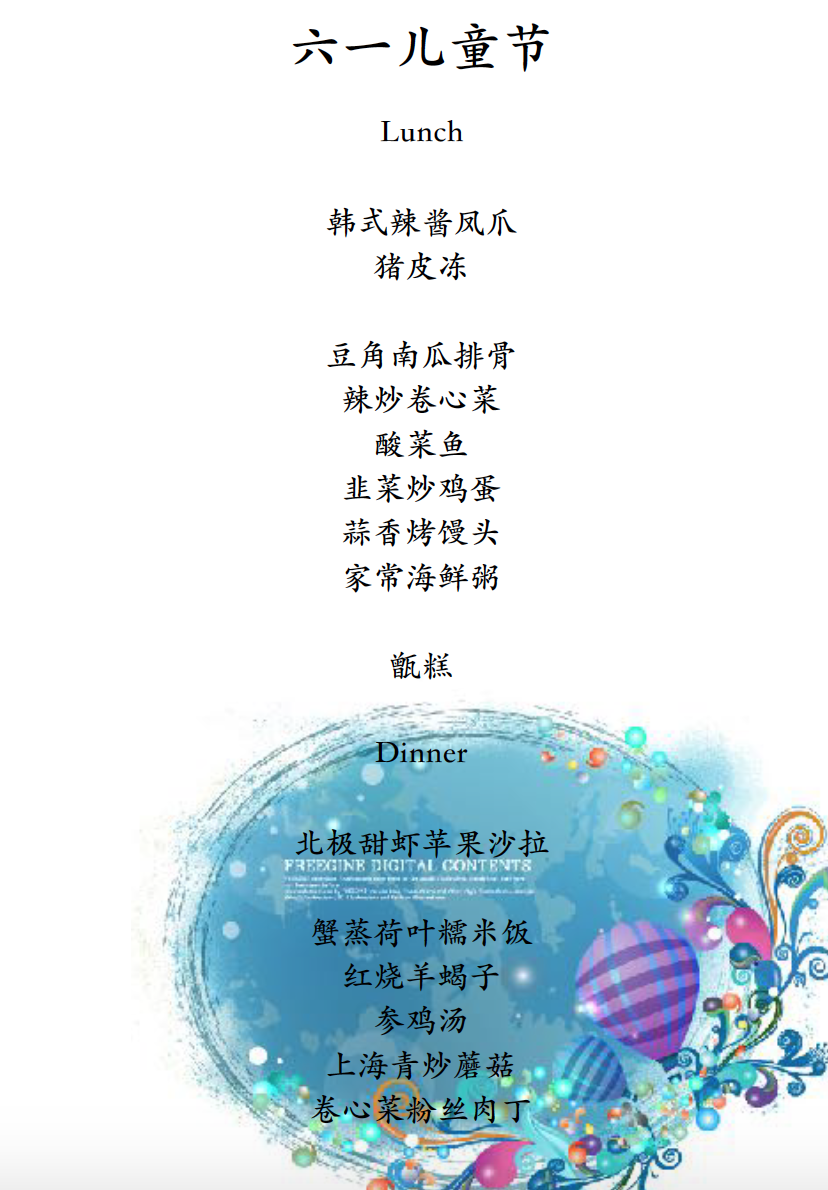 六一儿童节
Lunch
韩式辣酱凤爪
猪皮冻
豆角南瓜排骨
辣炒卷心菜
酸菜鱼
韭菜炒鸡蛋
蒜香烤馒头
家常海鲜粥
甑糕
Dinner
北极甜虾苹果沙拉
FREEGINE DIGITAL CONTENTS
蟹蒸荷叶糯米饭
红烧羊蝎子
参鸡汤
上海青炒蘑菇
卷心菜粉丝肉丁